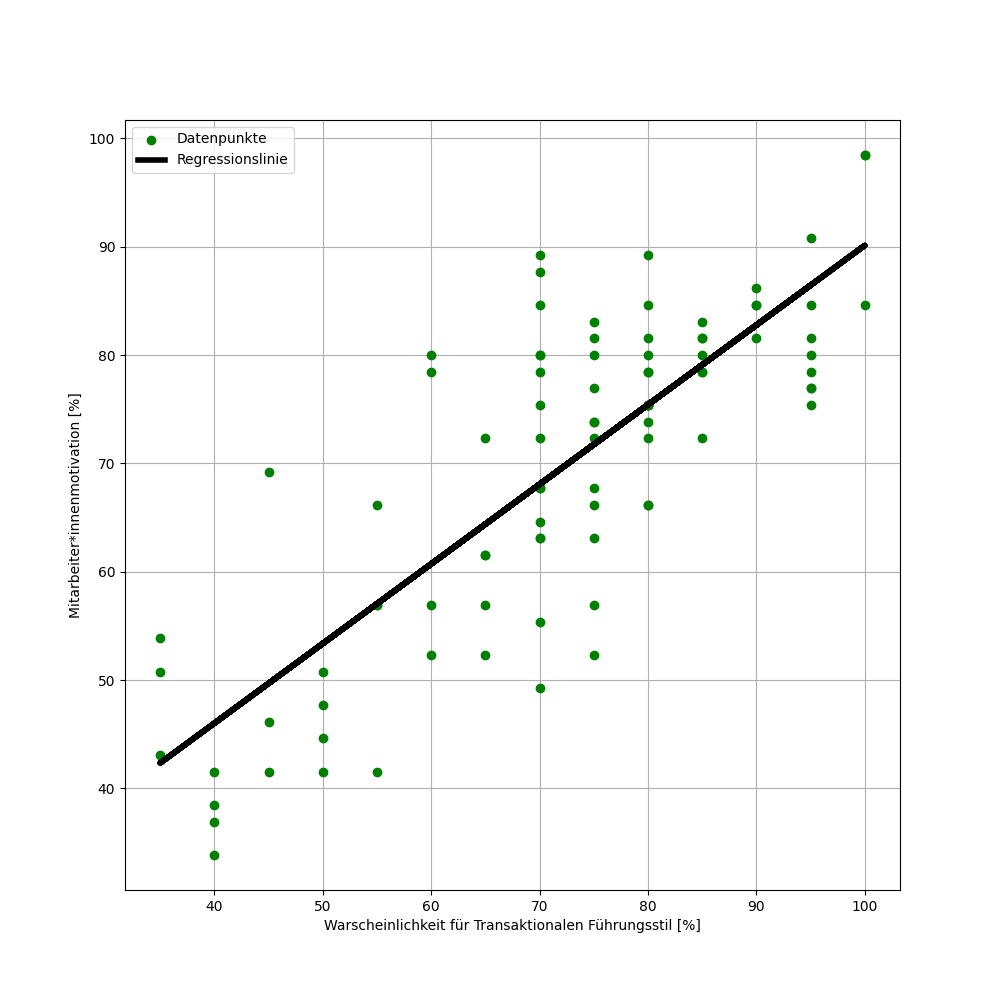 Datenpunkte
Regressionslinie
100
90
80
70
60
50
40
Mitarbeiter*innenmotivation [%]
40 50 60 70 80 90 100
Warscheinlichkeit für Transaktionalen Führungsstil [%]